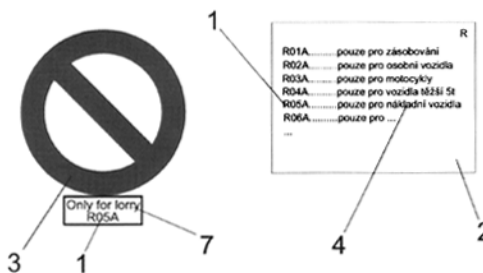 1
R
R01A..........pouze pro zásobování
R02A..........pouze pro osobní vozidla
R03A..........pouze pro motocykly
R04A..........pouze pro vozidla těžší 5t
R05A..........pouze pro nákladní vozidla
R06A..........pouze pro ...
...
Only for lorry
R05A
3
1
7
4
2